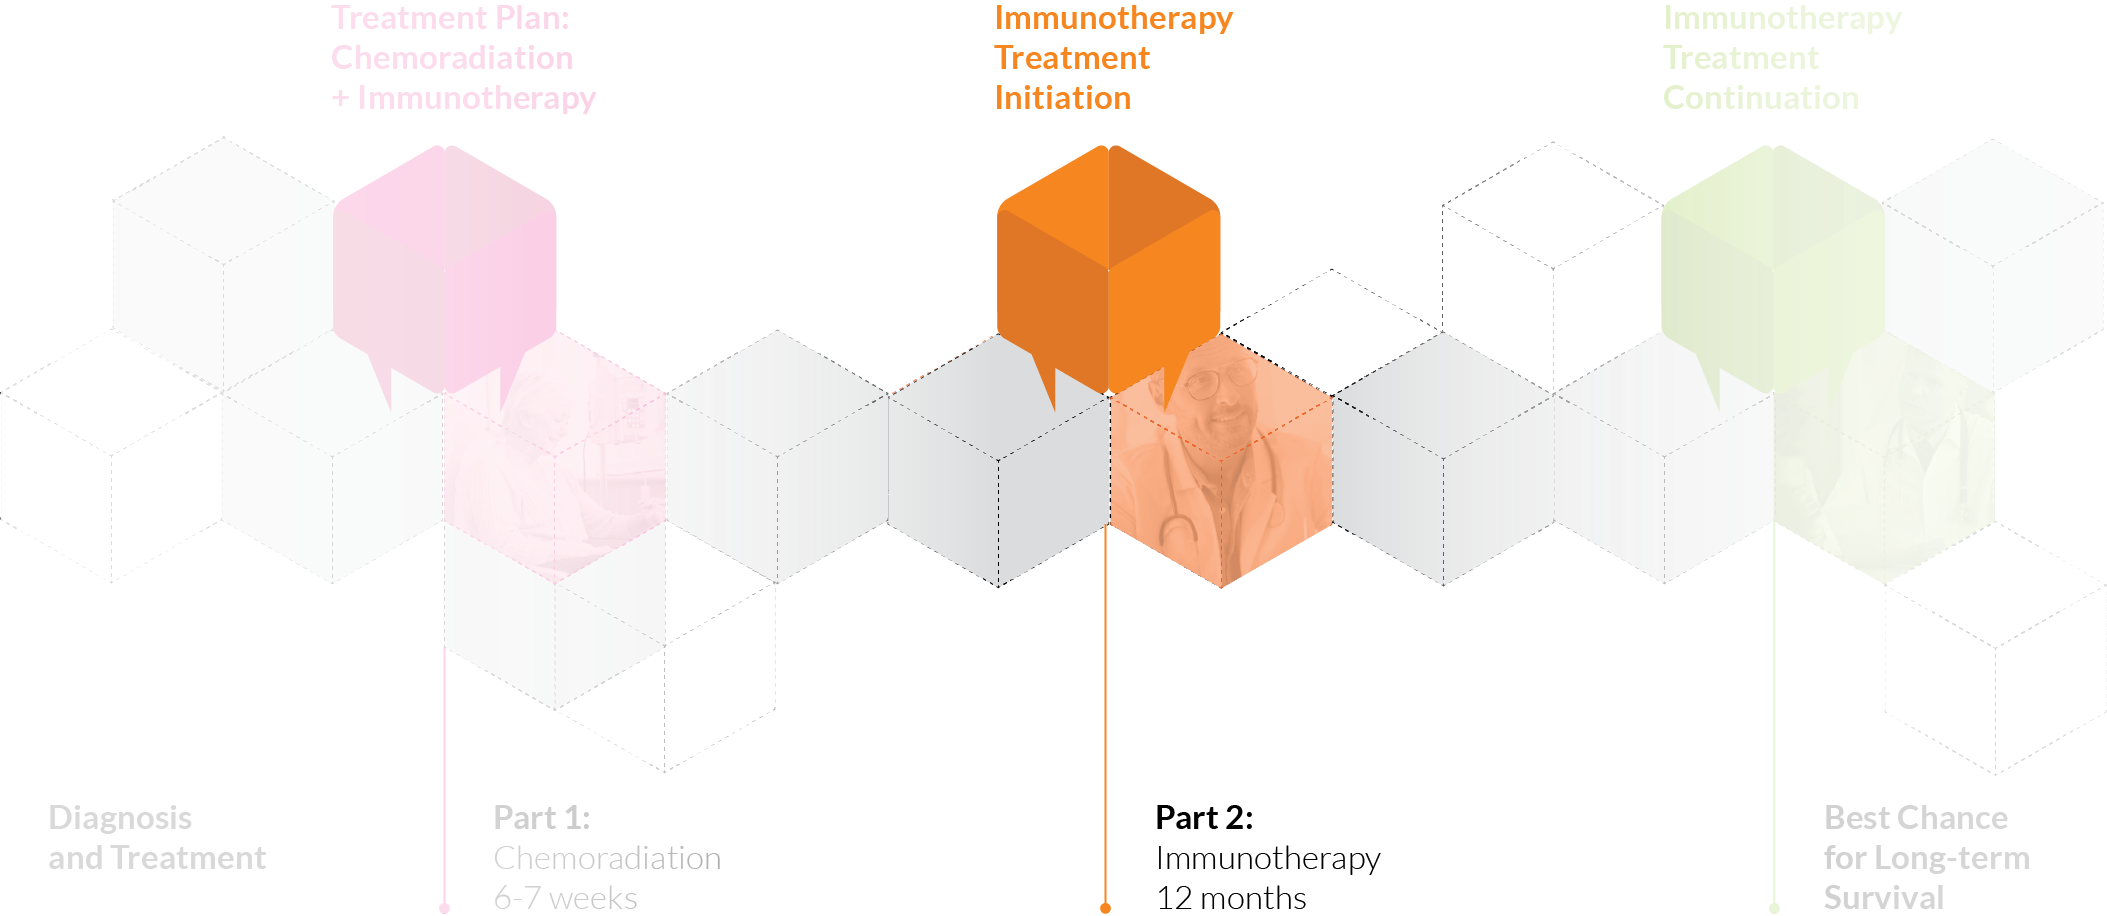 Treatment Plan:
Chemoradiation
+ Immunotherapy
Immunotherapy
Treatment
Initiation
Immunotherapy
Treatment
Continuation
Diagnosis
and Treatment
Part 1:
Chemoradiation
6-7 weeks
Part 2:
Immunotherapy
12 months
Best Chance
for Long-term
Survival